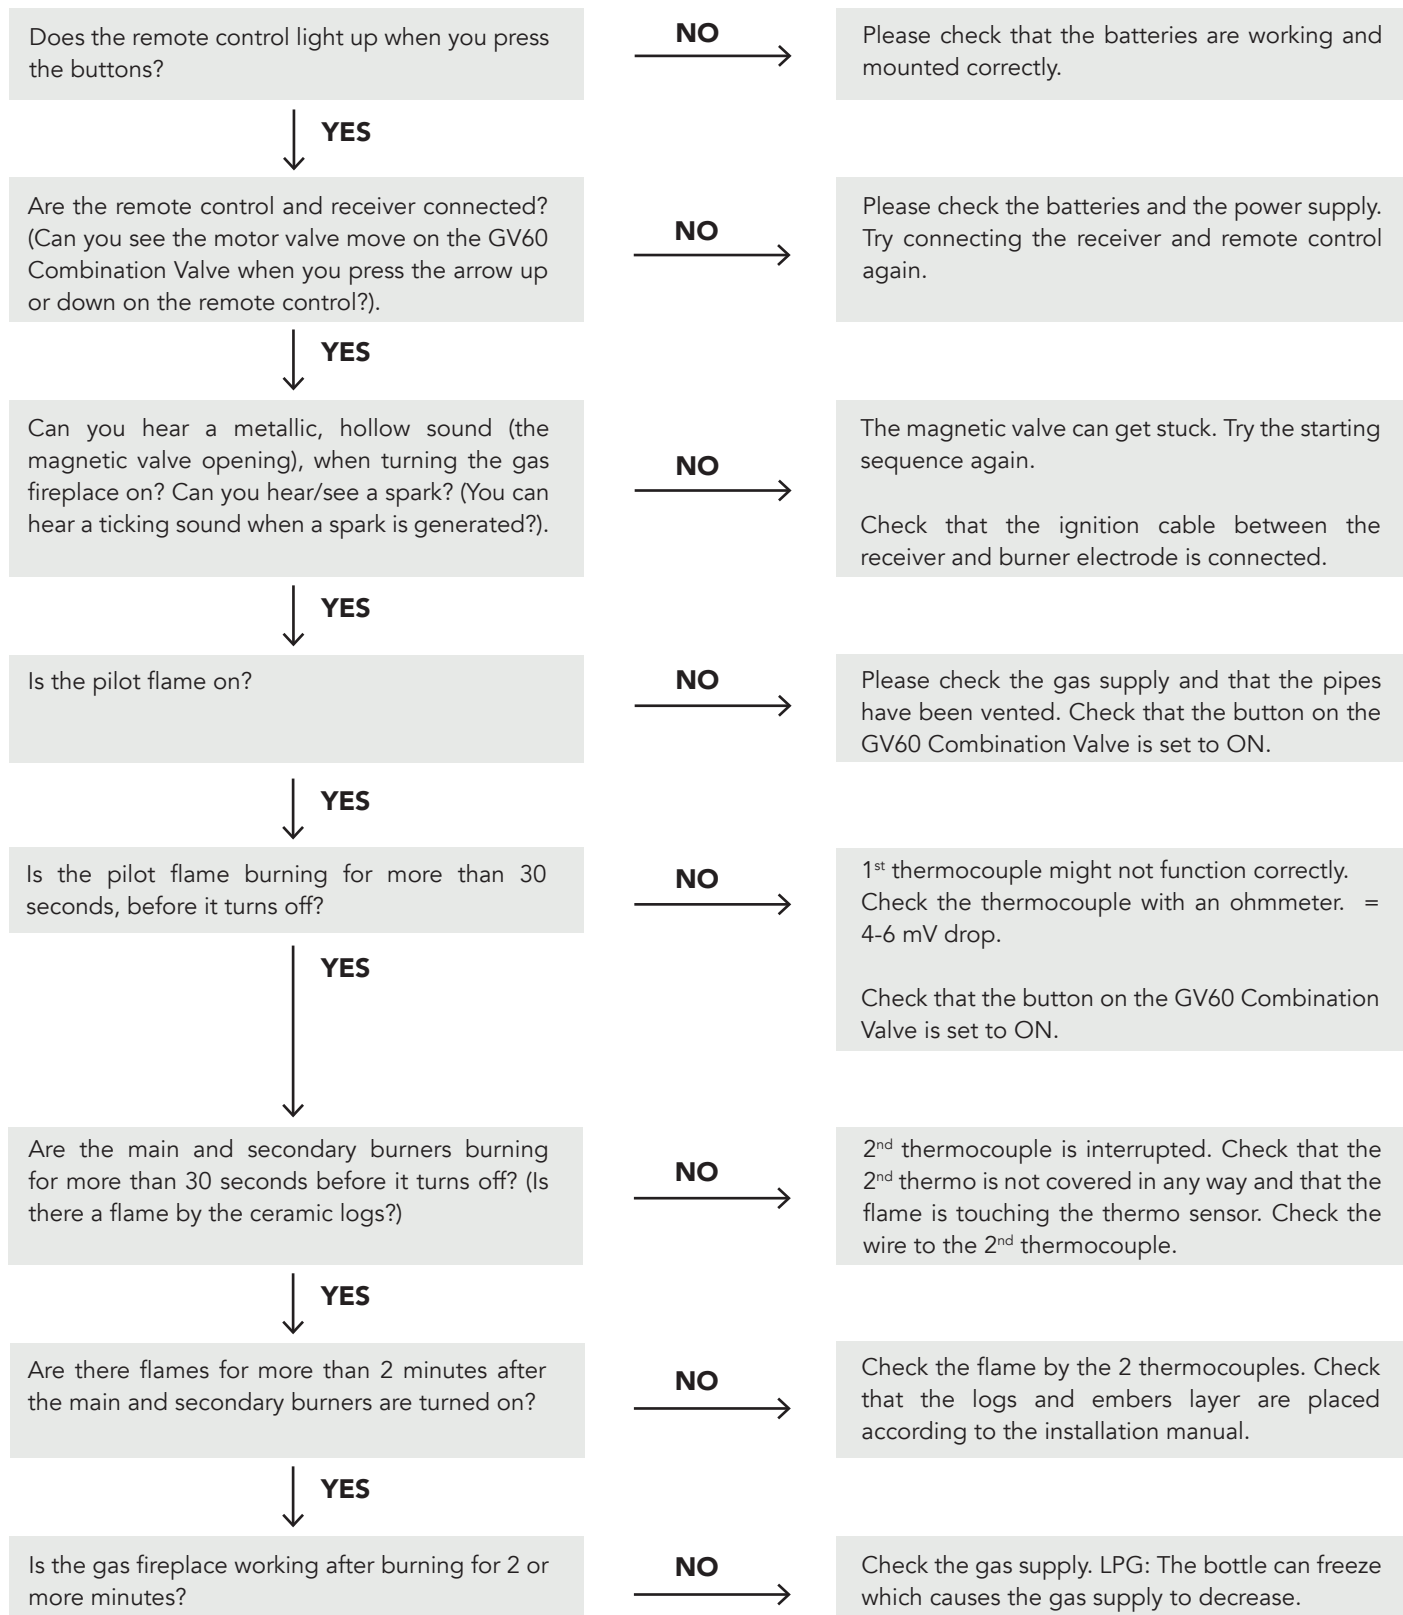 Does the remote control light up when you press
the buttons?
NO
Please check that the batteries are working and
mounted correctly.
YES
Are the remote control and receiver connected?
(Can you see the motor valve move on the GV60
Combination Valve when you press the arrow up
or down on the remote control?).
NO
Please check the batteries and the power supply.
Try connecting the receiver and remote control
again.
YES
Can you hear a metallic, hollow sound (the
magnetic valve opening), when turning the gas
fireplace on? Can you hear/see a spark? (You can
hear a ticking sound when a spark is generated?).
NO
The magnetic valve can get stuck. Try the starting
sequence again.
Check that the ignition cable between the
receiver and burner electrode is connected.
YES
Is the pilot flame on?
NO
Please check the gas supply and that the pipes
have been vented. Check that the button on the
GV60 Combination Valve is set to ON.
YES
Is the pilot flame burning for more than 30
seconds, before it turns off?
NO
1st thermocouple might not function correctly.
Check the thermocouple with an ohmmeter. =
4-6 mV drop.
Check that the button on the GV60 Combination
Valve is set to ON.
YES
Are the main and secondary burners burning
for more than 30 seconds before it turns off? (Is
there a flame by the ceramic logs?)
NO
2nd thermocouple is interrupted. Check that the
2nd thermo is not covered in any way and that the
flame is touching the thermo sensor. Check the
wire to the 2nd thermocouple.
YES
Are there flames for more than 2 minutes after
the main and secondary burners are turned on?
NO
Check the flame by the 2 thermocouples. Check
that the logs and embers layer are placed
according to the installation manual.
YES
Is the gas fireplace working after burning for 2 or
more minutes?
NO
Check the gas supply. LPG: The bottle can freeze
which causes the gas supply to decrease.